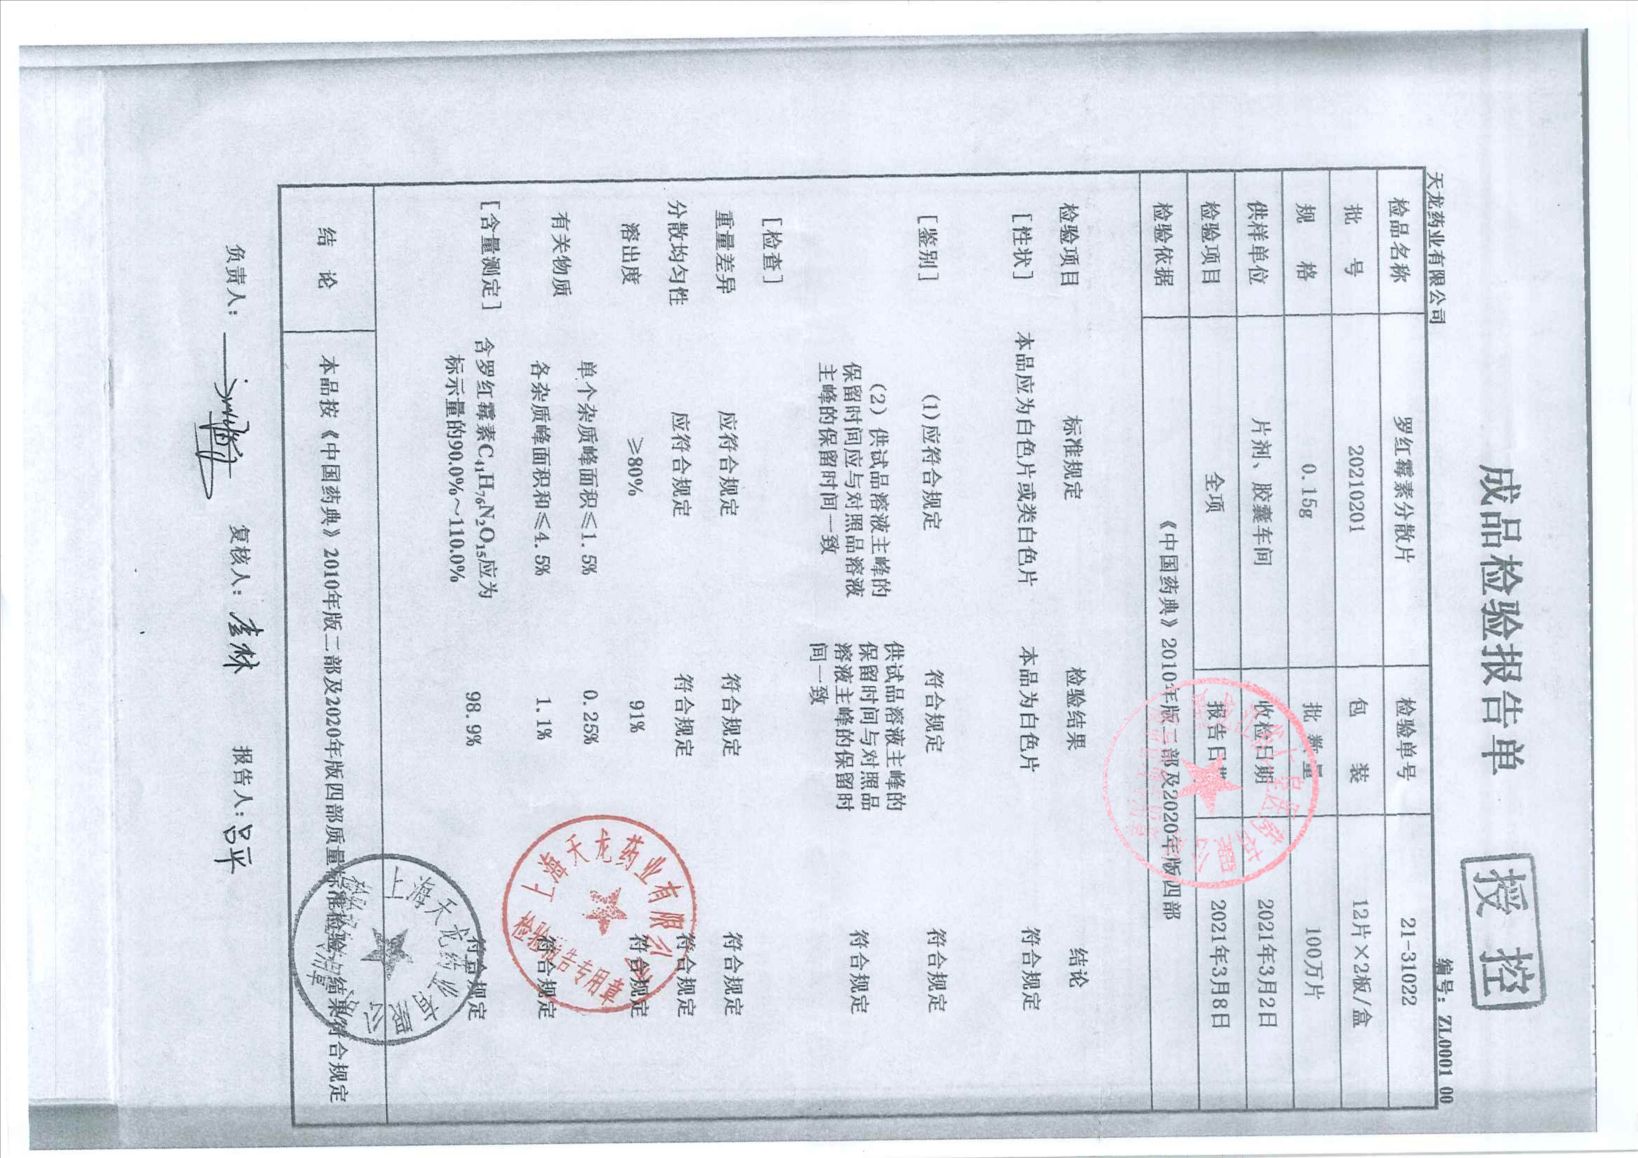 成品检验报告单
授控
天龙药业有限公司 编号：ZL0001 00
检品名称 罗红霉素分散片 检验单号 21-31022
批 号 20210201 包 装 12片×2板/盒
规 格 0.15g 批 数 量 100万片
供样单位 片剂、胶囊车间 收检日期 2021年3月2日
检验项目 全项 报告日 2021年3月8日
检验依据 《中国药典》2010年版二部及2020年版四部
检验项目 标准规定 检验结果 结论
[性状] 本品应为白色片或类白色片 本品为白色片 符合规定
[鉴别] (1)应符合规定 符合规定 符合规定
(2) 供试品溶液主峰的 供试品溶液主峰的 符合规定
保留时间应与对照品溶液 保留时间与对照品
主峰的保留时间一致 溶液主峰的保留时
间一致
[检查]
重量差异 应符合规定 符合规定 符合规定
分散均匀性 应符合规定 符合规定 符合规定
溶出度 ≥80% 91% 符合规定
有关物质 单个杂质峰面积≤1.5% 0.25%
各杂质峰面积和≤4.5% 1.1% 符合规定
[含量测定] 含罗红霉素C₄₁H₇₆N₂O₁₅应为 98.9% 符合规定
标示量的90.0%~110.0%
结 论 本品按《中国药典》2010年版二部及2020年版四部质量标准检验,结果符合规定
负责人： 复核人：李林 报告人：吕平
上海天龙药业有限公司
检验报告专用章
上海天龙药业